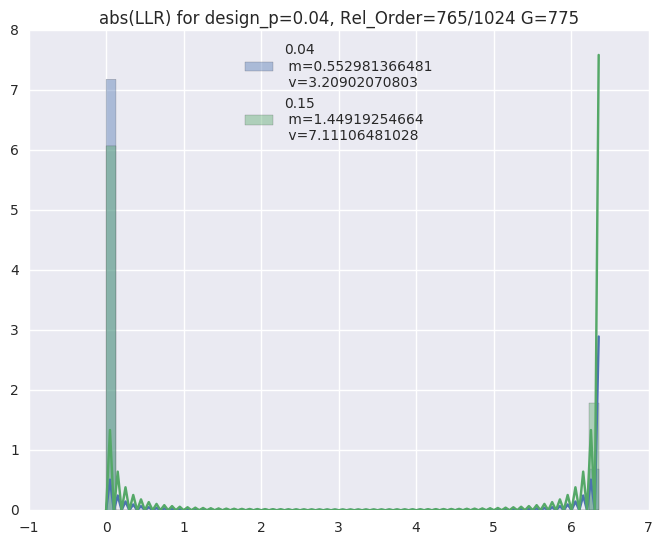 abs(LLR) for design_p=0.04, Rel_Order=765/1024 G=775
0.04
m=0.552981366481
v=3.20902070803
0.15
m=1.44919254664
v=7.11106481028
8
7
6
5
4
3
2
1
0
−1 0 1 2 3 4 5 6 7